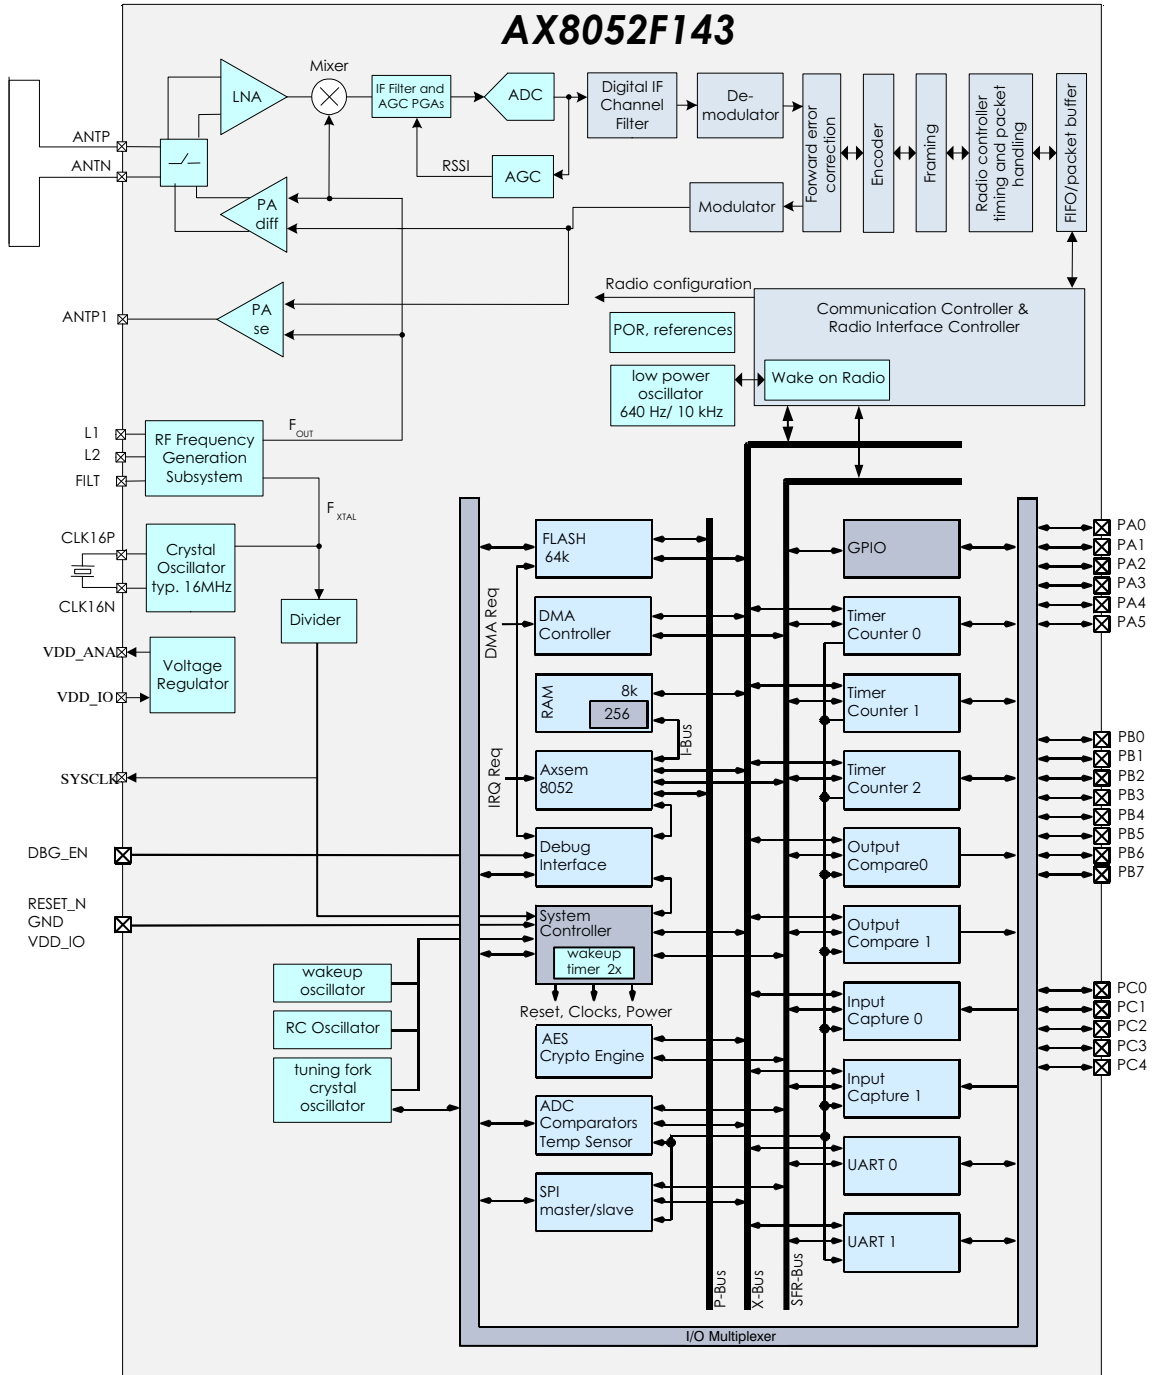 AX8052F143
Mixer
LNA
IF Filter and
AGC PGAs
ADC
Digital IF
Channel
Filter
De-
modulator
Forward error
correction
Encoder
Framing
Radio controller
timing and packet
handling
FIFO/packet buffer
ANTP
ANTN
RSSI
AGC
PA
diff
Modulator
ANTP1
PA
se
Radio configuration
Communication Controller &
Radio Interface Controller
POR, references
low power
oscillator
640 Hz/ 10 kHz
Wake on Radio
L1
L2
FILT
RF Frequency
Generation
Subsystem
FOUT
FXTAL
CLK16P
CLK16N
Crystal
Oscillator
typ. 16MHz
Divider
VDD_ANA
VDD_IO
Voltage
Regulator
SYSCLK
DBG_EN
RESET_N
GND
VDD_IO
wakeup
oscillator
RC Oscillator
tuning fork
crystal
oscillator
FLASH
64k
DMA Req
DMA
Controller
RAM
8k
256
I-Bus
IRQ Req
Axsem
8052
Debug
Interface
System
Controller
wakeup
timer 2x
Reset, Clocks, Power
AES
Crypto Engine
ADC
Comparators
Temp Sensor
SPI
master/slave
P-Bus
X-Bus
SFR-Bus
GPIO
Timer
Counter 0
Timer
Counter 1
Timer
Counter 2
Output
Compare0
Output
Compare 1
Input
Capture 0
Input
Capture 1
UART 0
UART 1
I/O Multiplexer
PA0
PA1
PA2
PA3
PA4
PA5
PB0
PB1
PB2
PB3
PB4
PB5
PB6
PB7
PC0
PC1
PC2
PC3
PC4